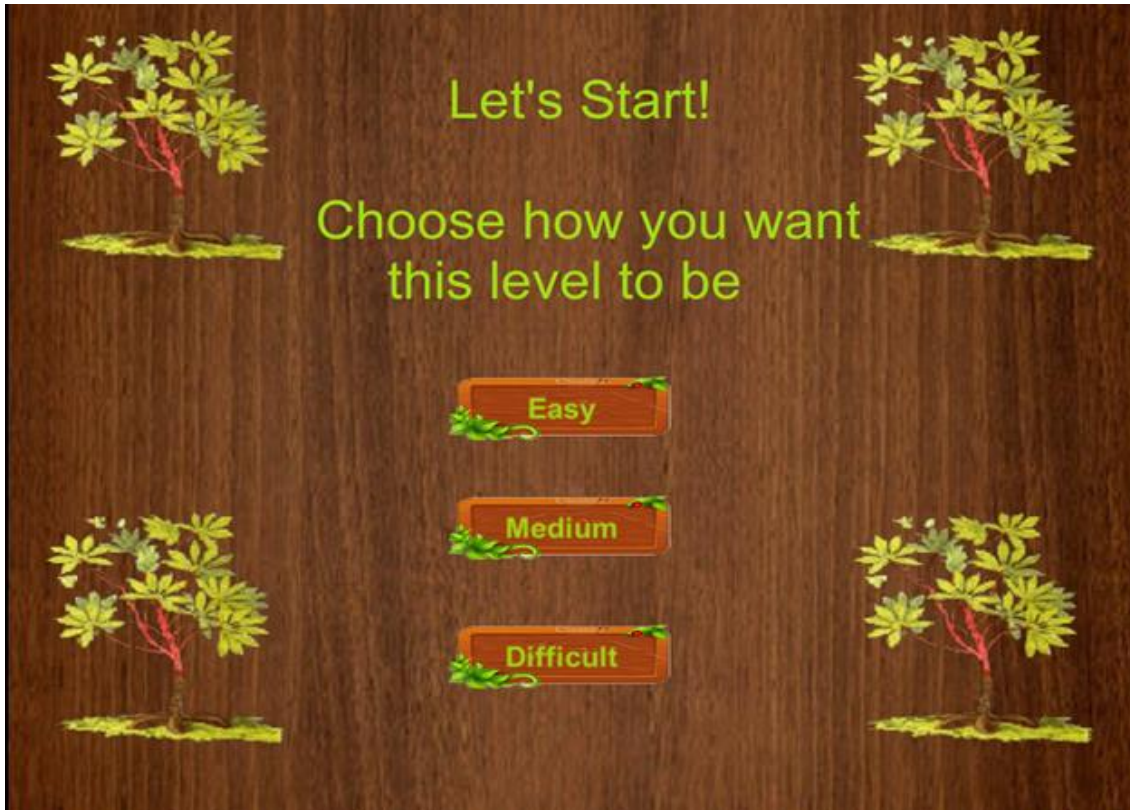 Let's Start!
Choose how you want
this level to be
Easy
Medium
Difficult